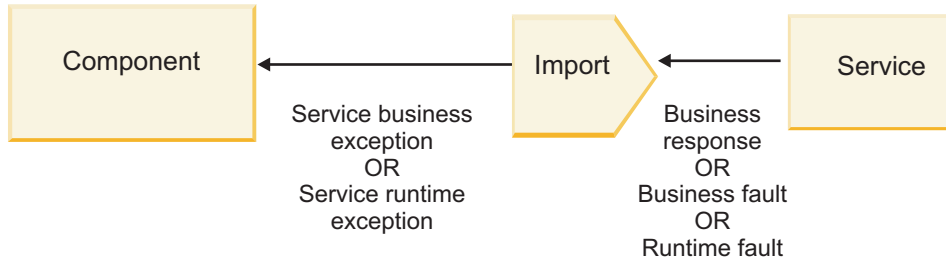 Component
Import
Service
Service business
exception
OR
Service runtime
exception
Business
response
OR
Business fault
OR
Runtime fault